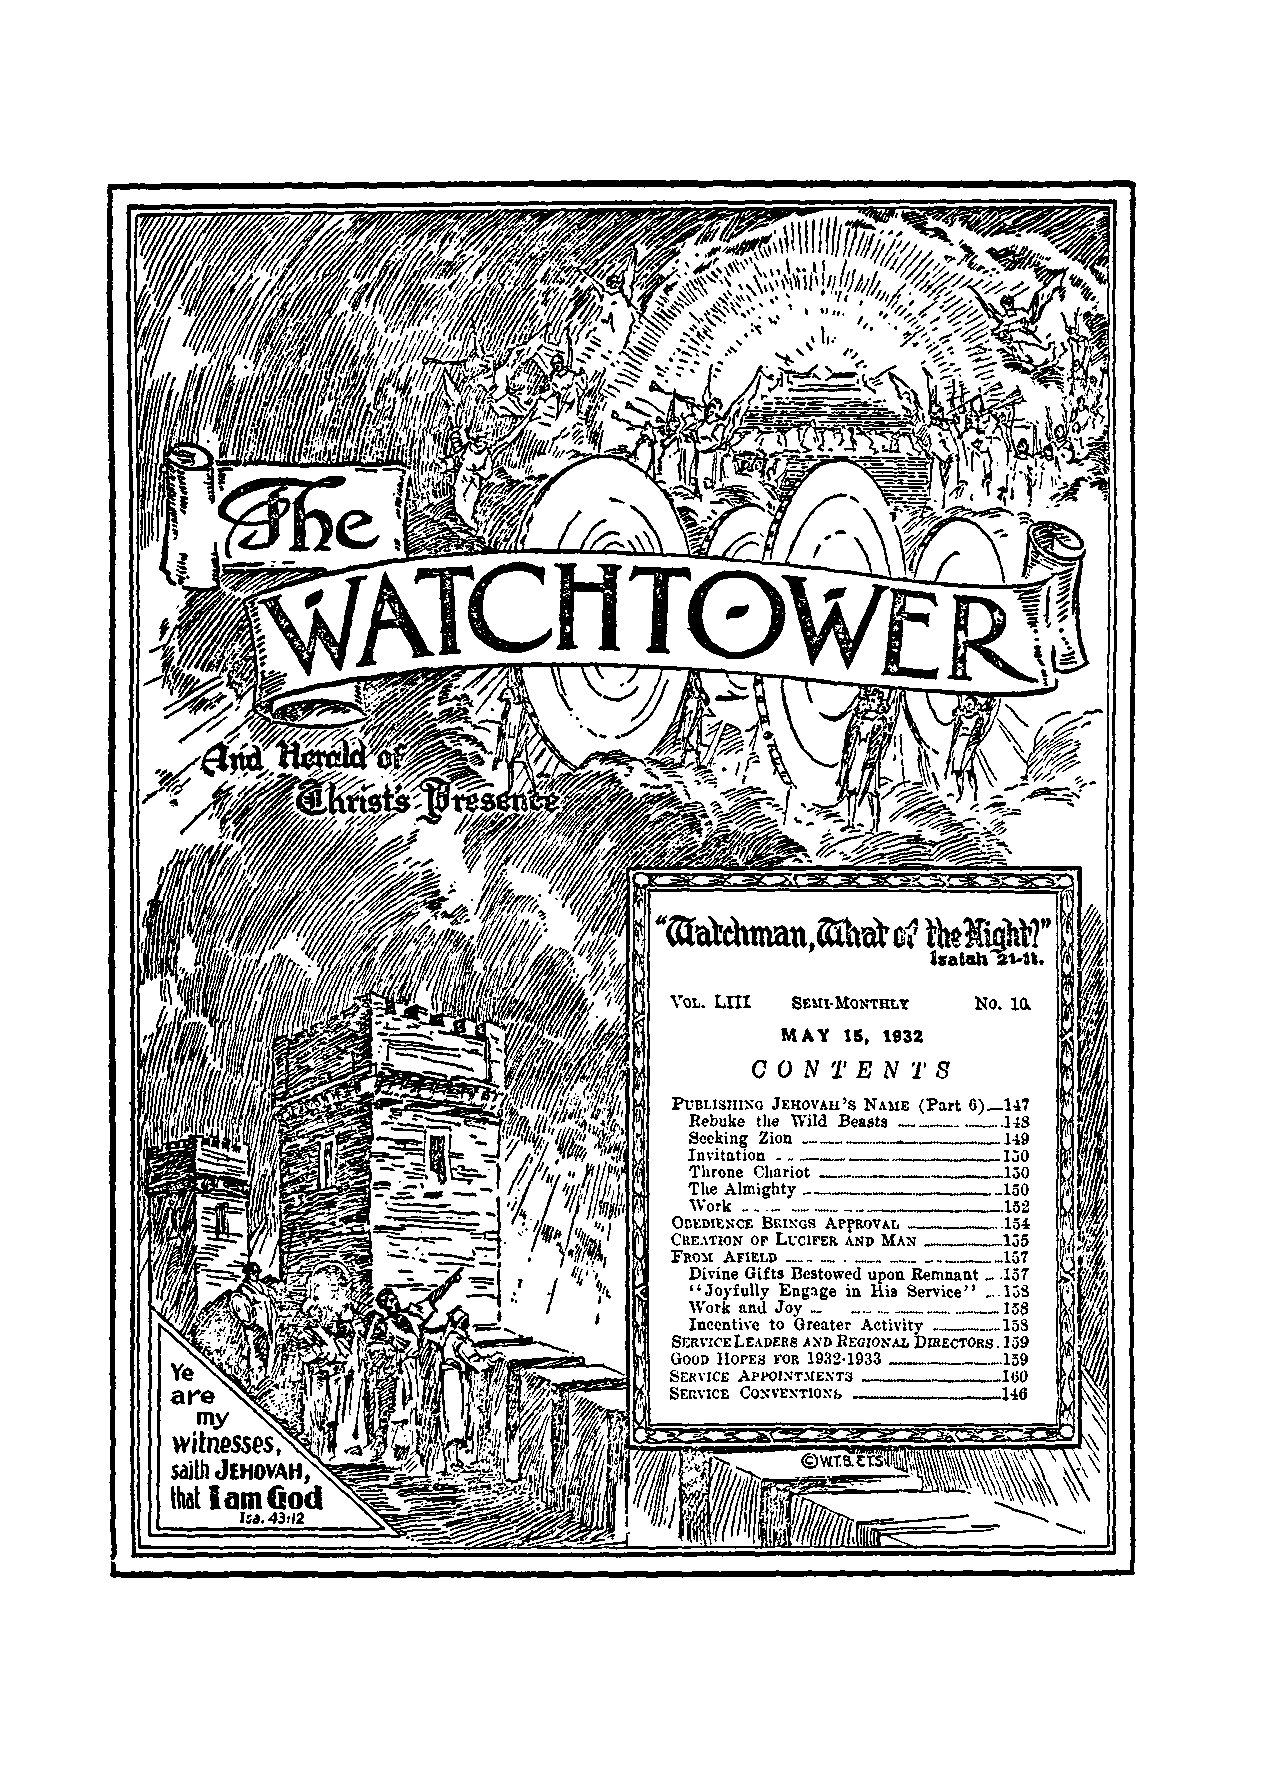 The
WATCHTOWER
And Herald of
Christ's Presence
"Watchman, What of the Night?"
Isaiah 21-11.
VOL. LIII SEMI-MONTHLY No. 10
MAY 15, 1932
CONTENTS
PUBLISHING JEHOVAH'S NAME (Part 6) 147
Rebuke the Wild Beasts 148
Seeking Zion 149
Invitation 150
Throne Chariot 150
The Almighty 150
Work 152
OBEDIENCE BRINGS APPROVAL 154
CREATION OF LUCIFER AND MAN 155
FROM AFIELD 157
Divine Gifts Bestowed upon Remnant 157
"Joyfully Engage in His Service" 158
Work and Joy 158
Incentive to Greater Activity 158
SERVICE LEADERS AND REGIONAL DIRECTORS. 159
GOOD HOPES FOR 1932-1933 159
SERVICE APPOINTMENTS 160
SERVICE CONVENTIONS 146
©W.T.B.&T.S.
Ye
are
my
witnesses,
saith JEHOVAH,
that I am God
Isa. 43:12